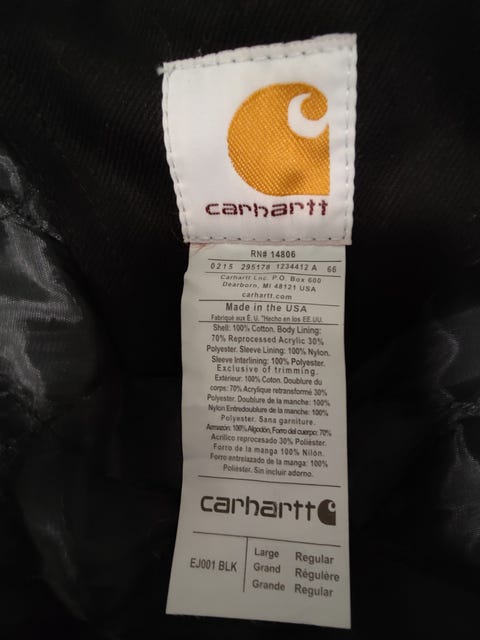 carhartt
RN# 14806
0215 295178 1234412 A 66
Carhartt Inc. P.O. Box 600
Dearborn, MI 48121 USA
carhartt.com
Made in the USA
Fabriqué aux É. U. "Hecho en los EE.UU.
Shell: 100% Cotton. Body Lining:
70% Reprocessed Acrylic 30%
Polyester. Sleeve Lining: 100% Nylon.
Sleeve Interlining: 100% Polyester.
Exclusive of trimming.
Extérieur: 100% Coton. Doublure du
corps: 70% Acrylique retransformé 30%
Polyester. Doublure de la manche: 100%
Nylon Entredoublure de la manche: 100%
Polyester. Sans garniture.
Armazón: 100% Algodón, Forro del cuerpo: 70%
Acrílico reprocesado 30% Poliéster.
Forro de la manga 100% Nilón.
Forro entrelazado de la manga: 100%
Poliéster. Sin incluir adorno.
carhartt
EJ001 BLK
Large Regular
Grand Régulère
Grande Regular